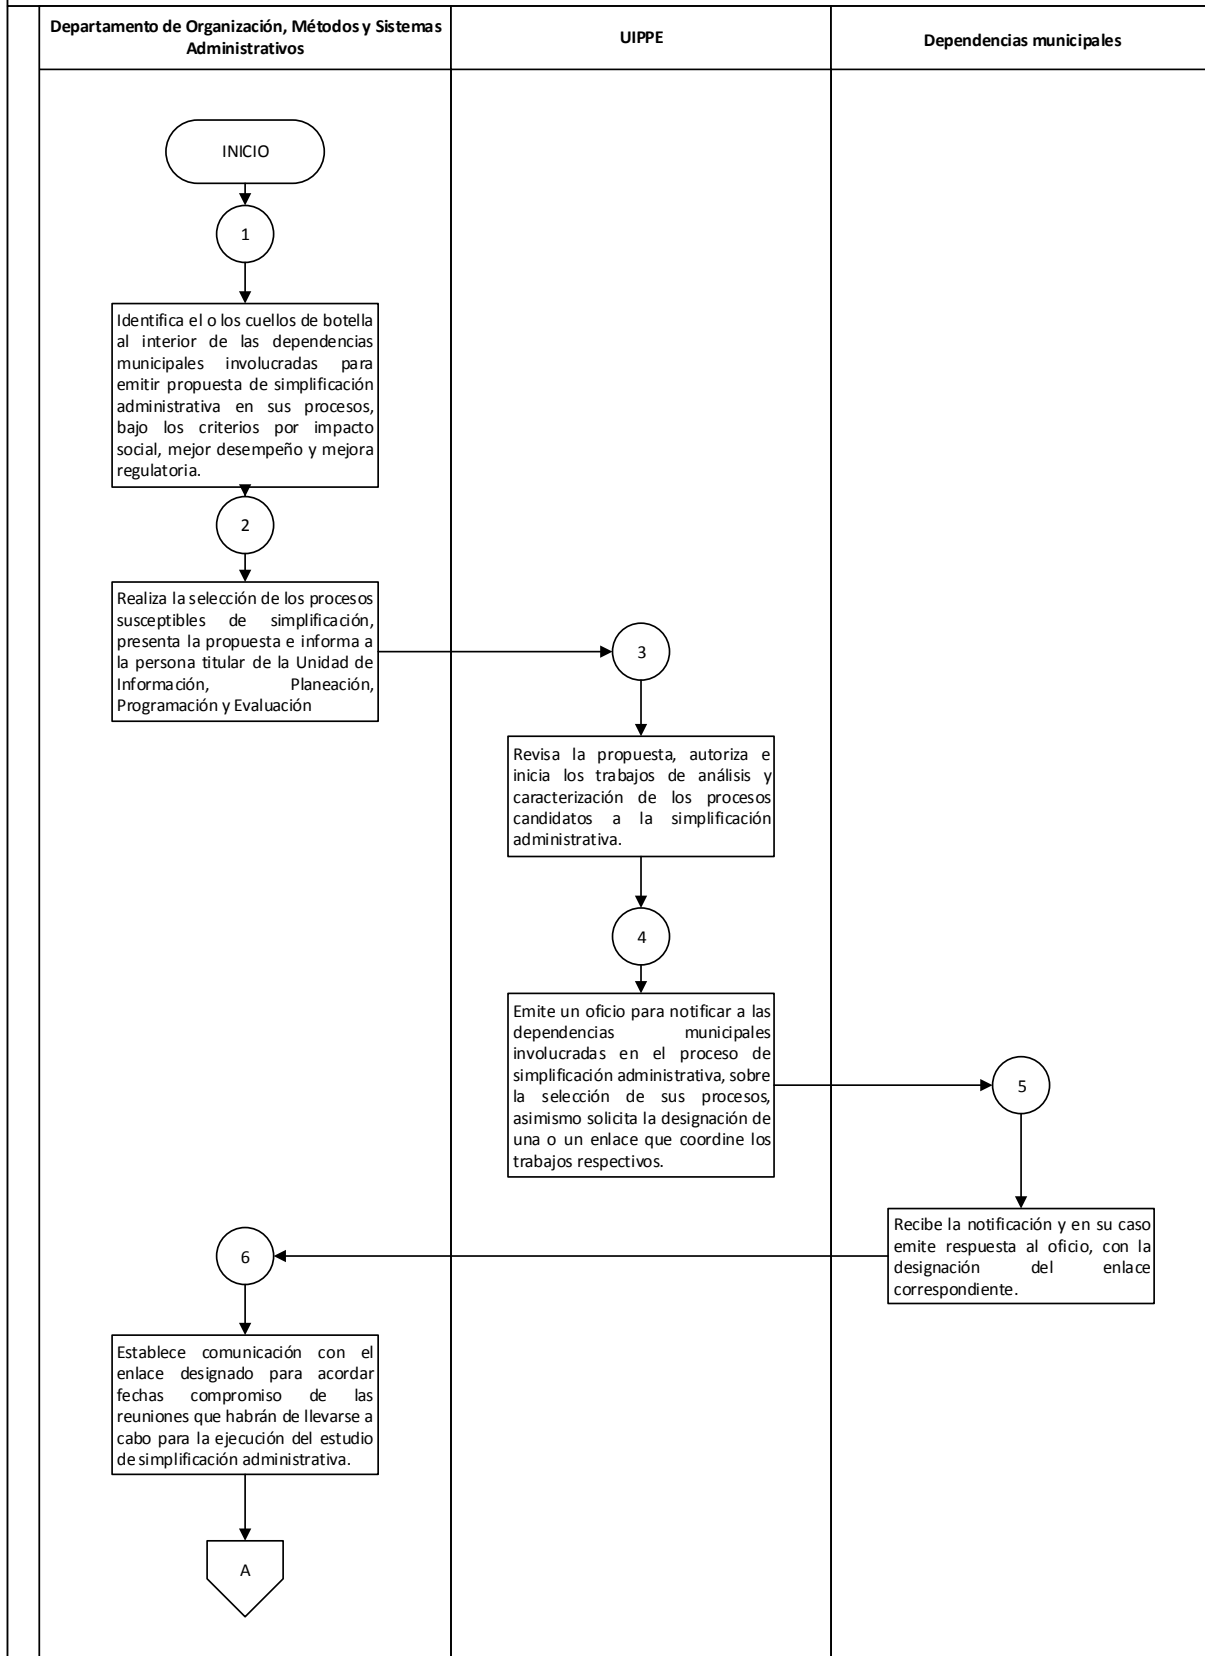 Departamento de Organización, Métodos y Sistemas
Administrativos
UIPPE
Dependencias municipales
INICIO
1
Identifica el o los cuellos de botella
al interior de las dependencias
municipales involucradas para
emitir propuesta de simplificación
administrativa en sus procesos,
bajo los criterios por impacto
social, mejor desempeño y mejora
regulatoria.
2
Realiza la selección de los procesos
susceptibles de simplificación,
presenta la propuesta e informa a
la persona titular de la Unidad de
Información, Planeación,
Programación y Evaluación
3
Revisa la propuesta, autoriza e
inicia los trabajos de análisis y
caracterización de los procesos
candidatos a la simplificación
administrativa.
4
Emite un oficio para notificar a las
dependencias municipales
involucradas en el proceso de
simplificación administrativa, sobre
la selección de sus procesos,
asimismo solicita la designación de
una o un enlace que coordine los
trabajos respectivos.
5
Recibe la notificación y en su caso
emite respuesta al oficio, con la
designación del enlace
correspondiente.
6
Establece comunicación con el
enlace designado para acordar
fechas compromiso de las
reuniones que habrán de llevarse a
cabo para la ejecución del estudio
de simplificación administrativa.
A